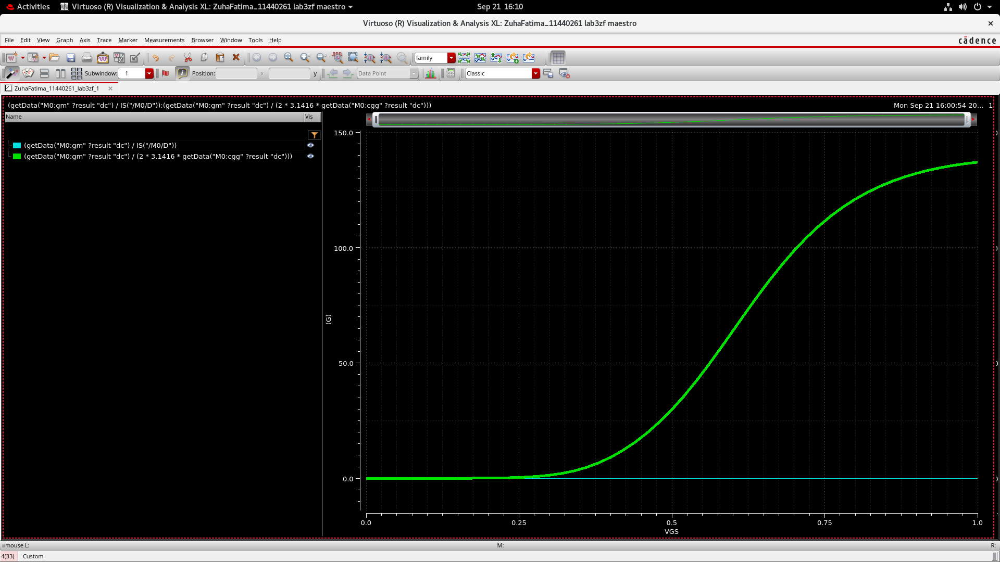 Activities Virtuoso (R) Visualization & Analysis XL: ZuhaFatima_11440261 lab3zf maestro Sep 21 16:10
Virtuoso (R) Visualization & Analysis XL: ZuhaFatima_11440261 lab3zf maestro
File Edit View Graph Axis Trace Marker Measurements Browser Window Tools Help cādence
family
Subwindow: 1 Position: x y Data Point Classic
ZuhaFatima_11440261_lab3zf_1
(getData("M0:gm" ?result "dc") / IS("/M0/D")):(getData("M0:gm" ?result "dc") / (2 * 3.1416 * getData("M0:cgg" ?result "dc"))) Mon Sep 21 16:00:54 20... 1
Name Vis
(getData("M0:gm" ?result "dc") / IS("/M0/D"))
(getData("M0:gm" ?result "dc") / (2 * 3.1416 * getData("M0:cgg" ?result "dc")))
150.0
100.0
50.0
0.0
(G)
0.0 0.25 0.5 0.75 1.0
VGS
mouse L: M: R:
4(33) Custom